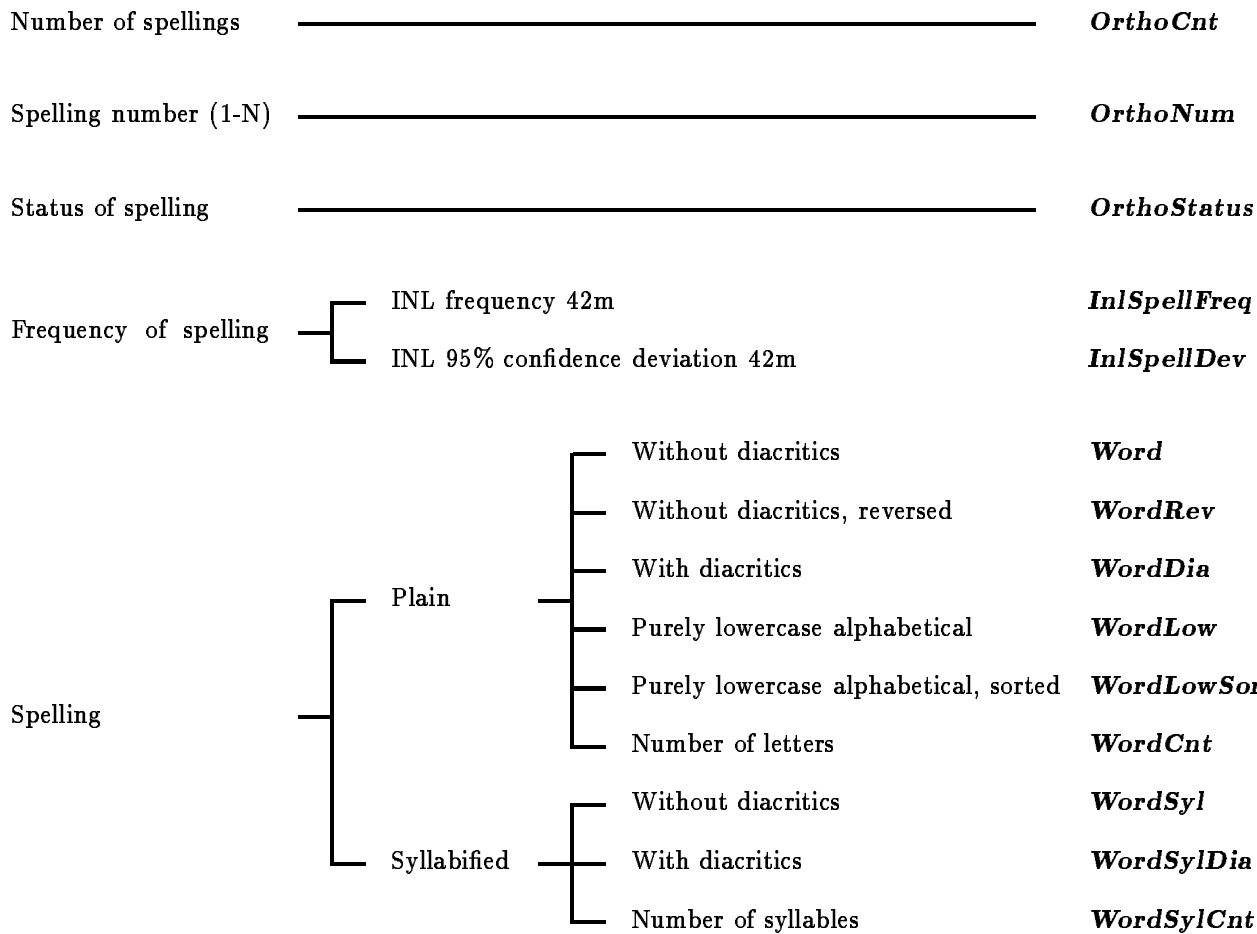 Number of spellings OrthoCnt
Spelling number (1-N) OrthoNum
Status of spelling OrthoStatus
INL frequency 42m InlSpellFreq
Frequency of spelling
INL 95% confidence deviation 42m InlSpellDev
Without diacritics Word
Without diacritics, reversed WordRev
With diacritics WordDia
Plain
Purely lowercase alphabetical WordLow
Purely lowercase alphabetical, sorted
Spelling
Number of letters WordCnt
Without diacritics WordSyl
Syllabified With diacritics WordSylDia
Number of syllables WordSylCnt